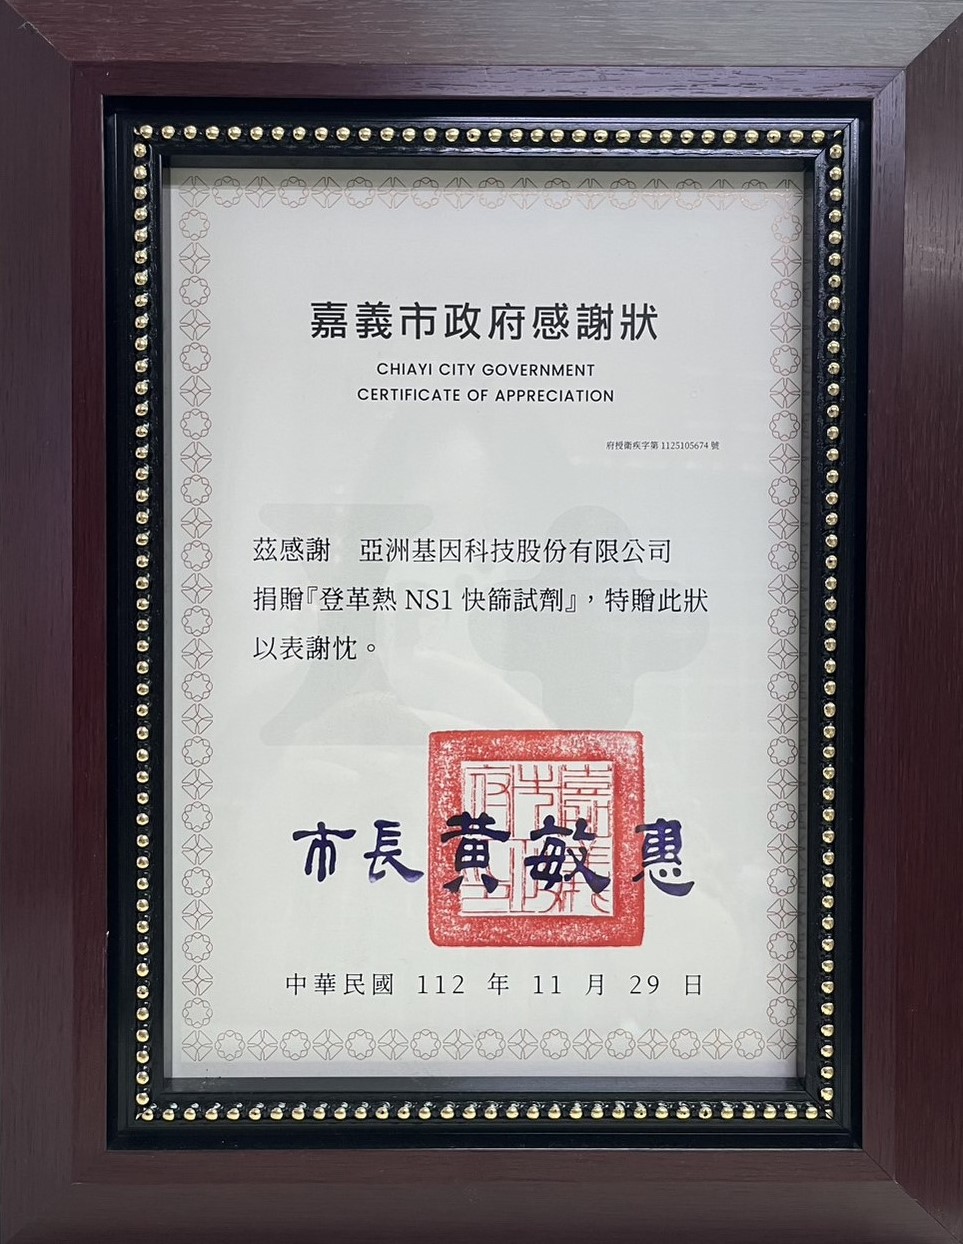 嘉義市政府感謝狀
CHIAYI CITY GOVERNMENT
CERTIFICATE OF APPRECIATION
府授衛疾字第 1125105674 號
茲感謝 亞洲基因科技股份有限公司
捐贈『登革熱 NS1 快篩試劑』，特贈此狀
以表謝忱。
市長 黃敏惠
中華民國 112 年 11 月 29 日